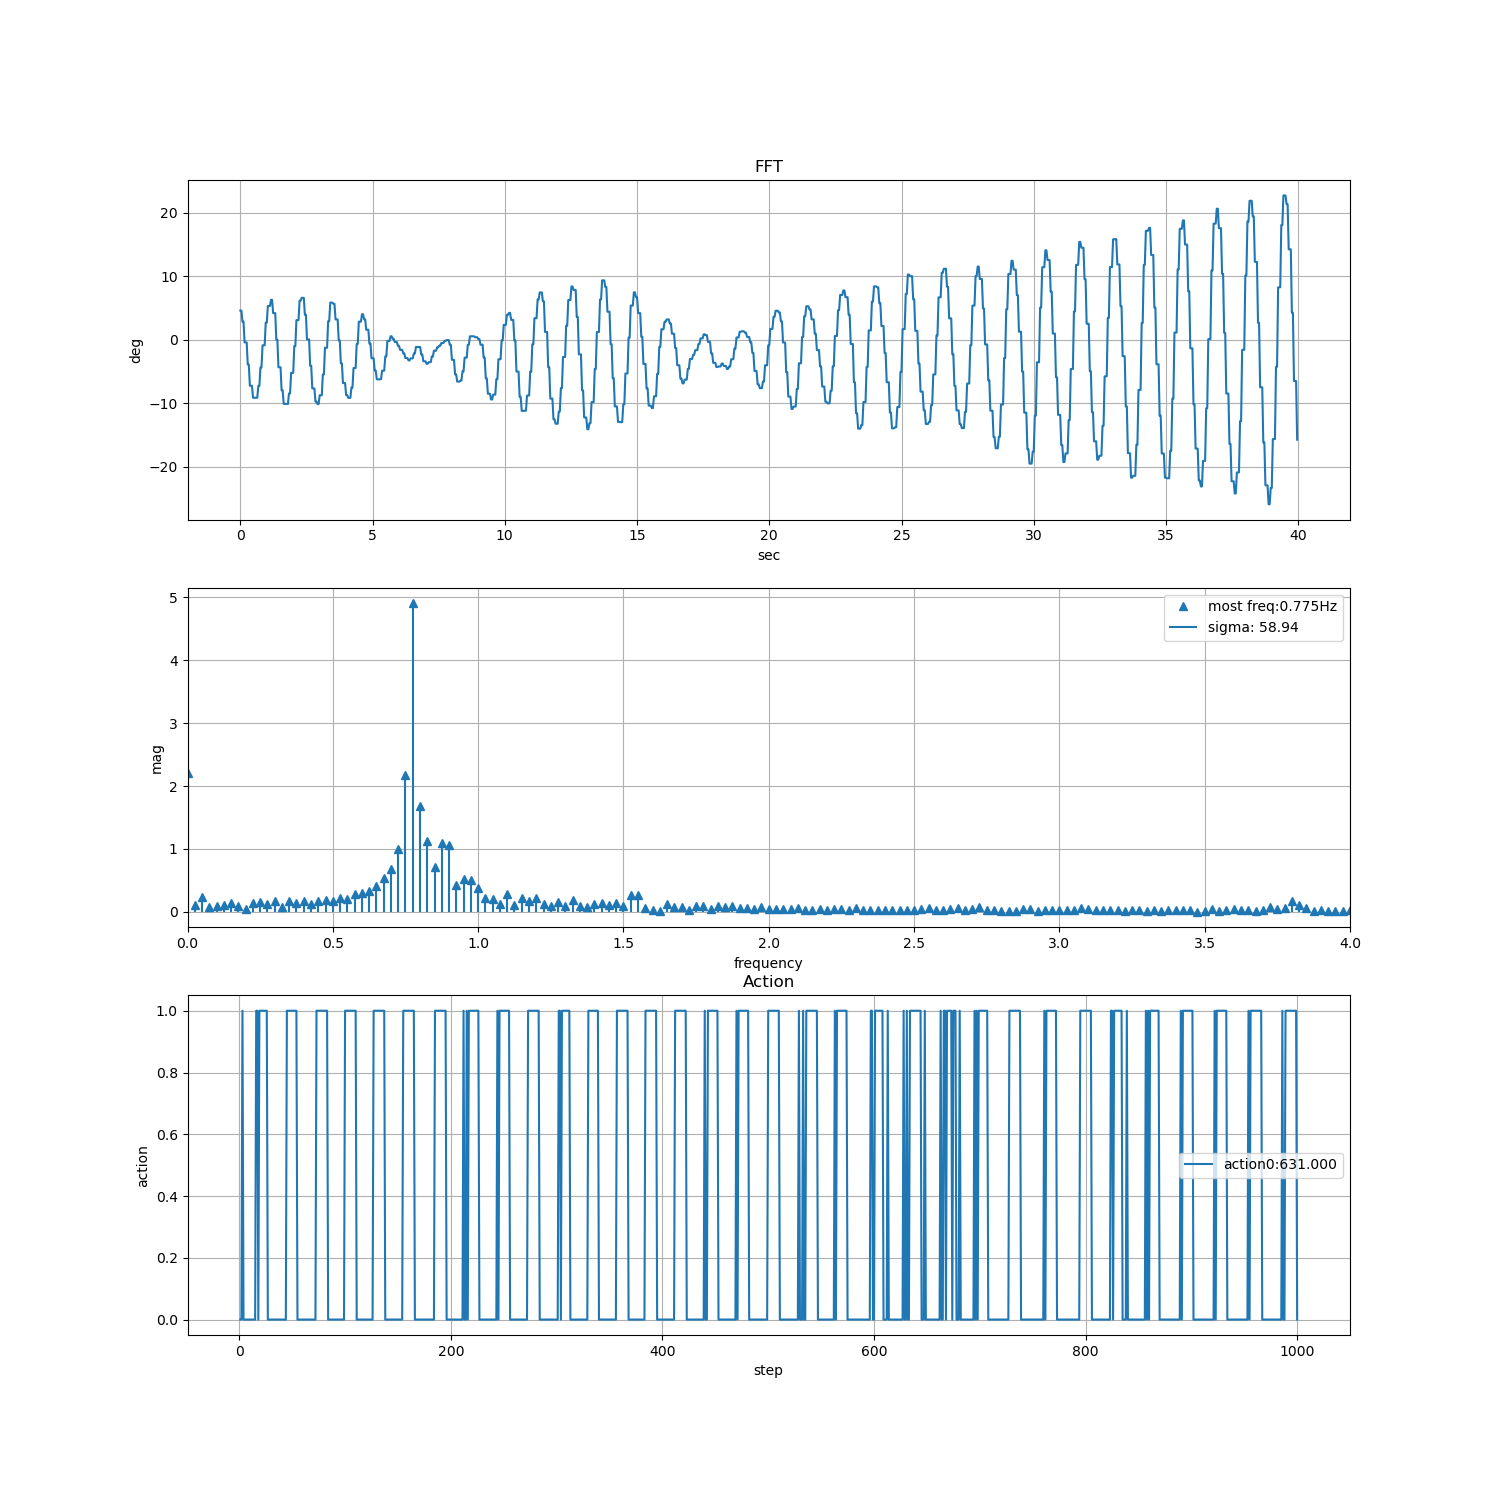 FFT
20
10
0
−10
−20
deg
0 5 10 15 20 25 30 35 40
sec
5
4
3
2
1
0
mag
most freq:0.775Hz
sigma: 58.94
0.0 0.5 1.0 1.5 2.0 2.5 3.0 3.5 4.0
frequency
Action
1.0
0.8
0.6
0.4
0.2
0.0
action
action0:631.000
0 200 400 600 800 1000
step